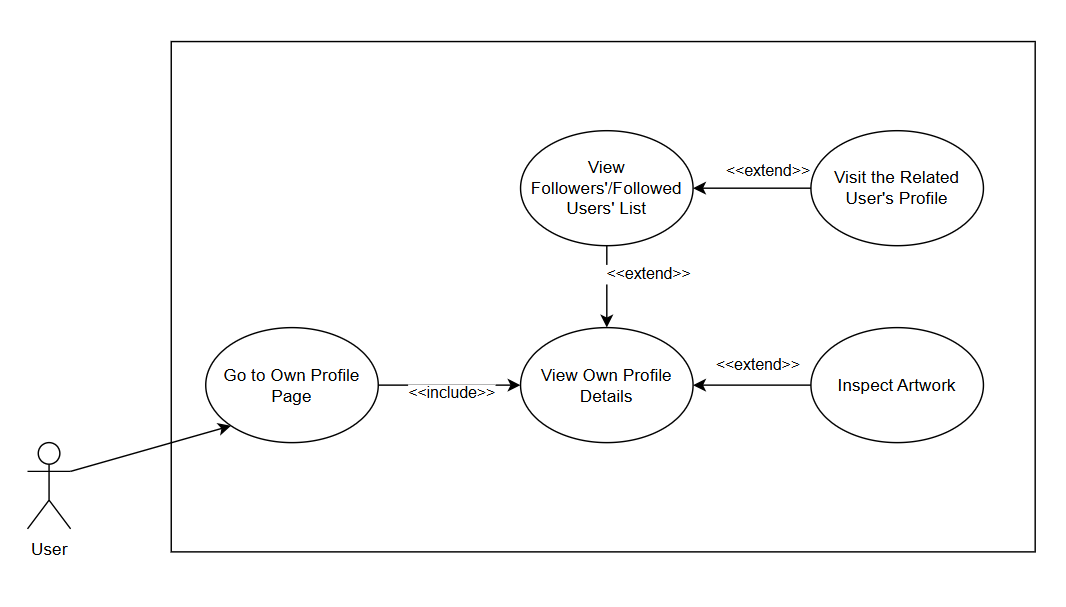 View
Followers'/Followed
Users' List
<<extend>>
Visit the Related
User's Profile
<<extend>>
Go to Own Profile
Page
<<include>>
View Own Profile
Details
<<extend>>
Inspect Artwork
User